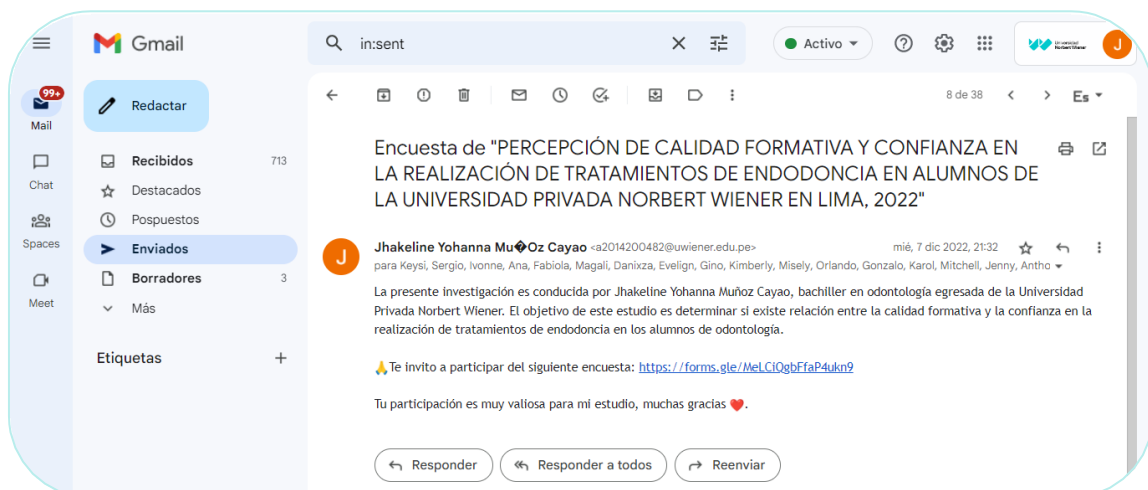 Gmail
in:sent
Activo
Universidad
Norbert Wiener
J
99+
Mail
Redactar
8 de 38
Es
Chat
Spaces
Meet
Recibidos 713
Destacados
Pospuestos
Enviados
Borradores 3
Más
Etiquetas
Encuesta de "PERCEPCIÓN DE CALIDAD FORMATIVA Y CONFIANZA EN
LA REALIZACIÓN DE TRATAMIENTOS DE ENDODONCIA EN ALUMNOS DE
LA UNIVERSIDAD PRIVADA NORBERT WIENER EN LIMA, 2022"
J
Jhakeline Yohanna Mu�Oz Cayao <a2014200482@uwiener.edu.pe> mié, 7 dic 2022, 21:32
para Keysi, Sergio, Ivonne, Ana, Fabiola, Magali, Danixza, Evelign, Gino, Kimberly, Misely, Orlando, Gonzalo, Karol, Mitchell, Jenny, Antho
La presente investigación es conducida por Jhakeline Yohanna Muñoz Cayao, bachiller en odontología egresada de la Universidad
Privada Norbert Wiener. El objetivo de este estudio es determinar si existe relación entre la calidad formativa y la confianza en la
realización de tratamientos de endodoncia en los alumnos de odontología.
🙏Te invito a participar del siguiente encuesta: https://forms.gle/MeLCiQgbFfaP4ukn9
Tu participación es muy valiosa para mi estudio, muchas gracias ❤️.
Responder
Responder a todos
Reenviar